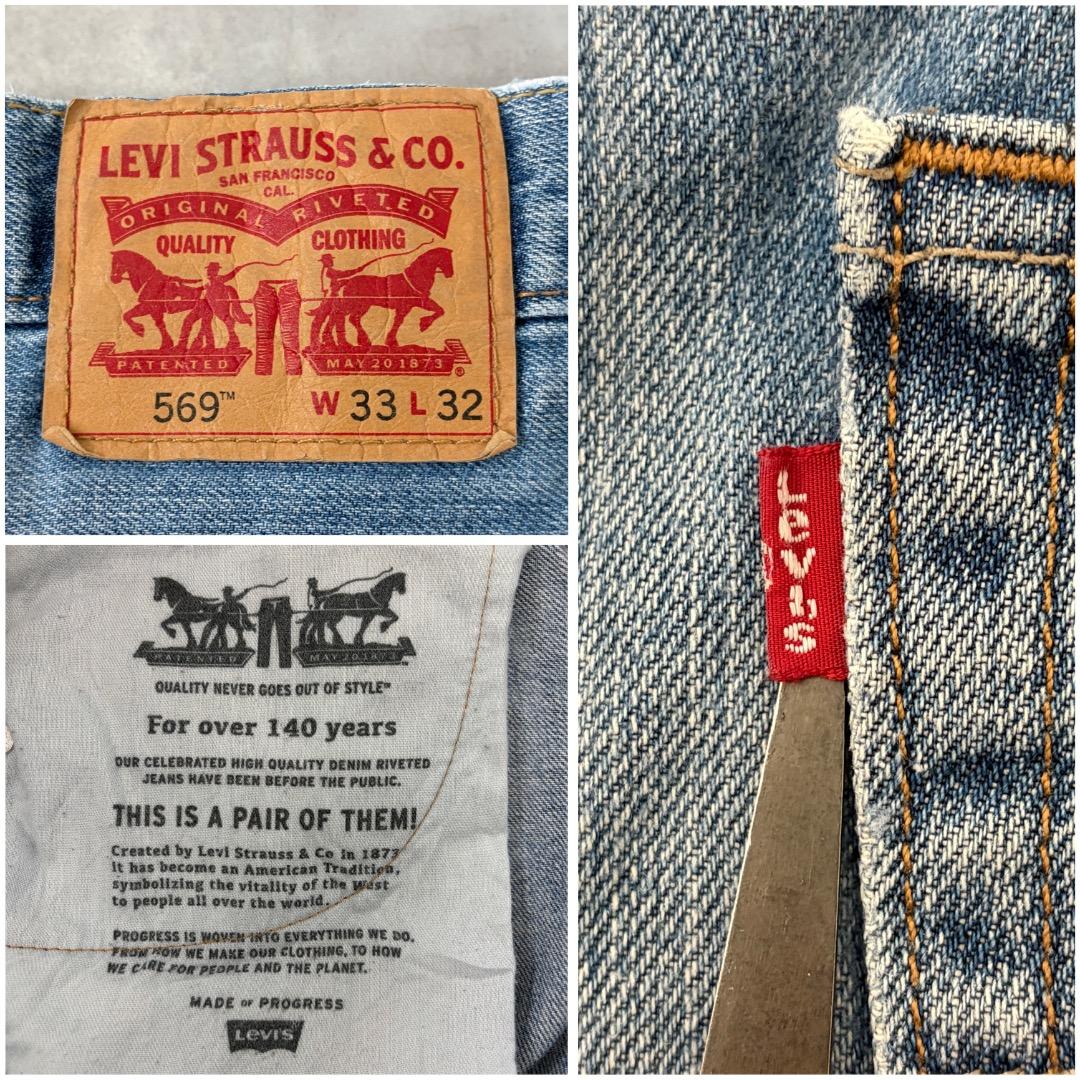 LEVI STRAUSS & CO.
SAN FRANCISCO
CAL.
ORIGINAL RIVETED
QUALITY CLOTHING
PATENTED MAY 20 1873 ®
569™ W 33 L 32
PATENTED MAY 20 1873
QUALITY NEVER GOES OUT OF STYLE™
For over 140 years
OUR CELEBRATED HIGH QUALITY DENIM RIVETED
JEANS HAVE BEEN BEFORE THE PUBLIC.
THIS IS A PAIR OF THEM!
Created by Levi Strauss & Co in 1873
it has become an American Tradition,
symbolizing the vitality of the West
to people all over the world.
PROGRESS IS WOVEN INTO EVERYTHING WE DO.
FROM HOW WE MAKE OUR CLOTHING, TO HOW
WE CARE FOR PEOPLE AND THE PLANET.
MADE OF PROGRESS
LEVI'S
LeVI'S